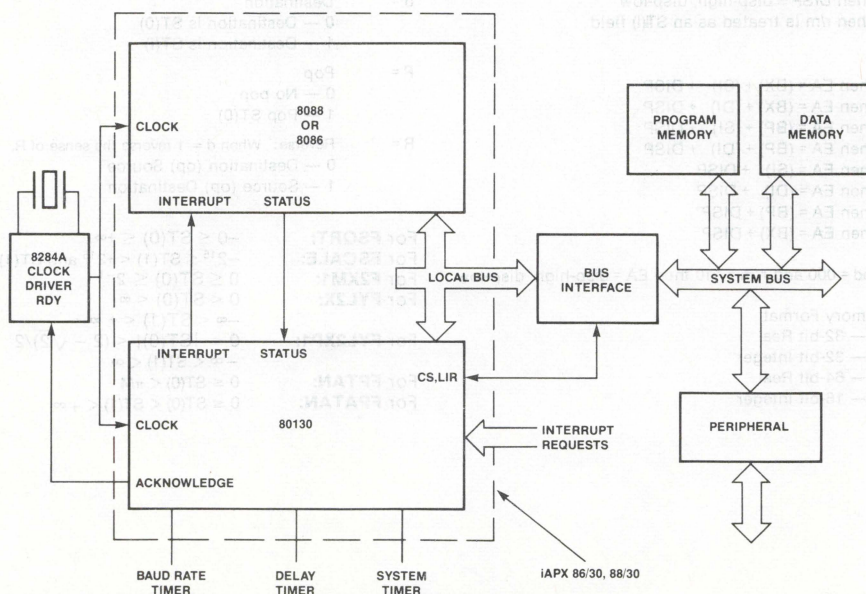 8088
OR
8086
CLOCK
INTERRUPT STATUS
PROGRAM
MEMORY
DATA
MEMORY
8284A
CLOCK
DRIVER
RDY
LOCAL BUS
BUS
INTERFACE
SYSTEM BUS
INTERRUPT STATUS
CS,LIR
CLOCK
80130
INTERRUPT
REQUESTS
PERIPHERAL
ACKNOWLEDGE
BAUD RATE
TIMER
DELAY
TIMER
SYSTEM
TIMER
iAPX 86/30, 88/30